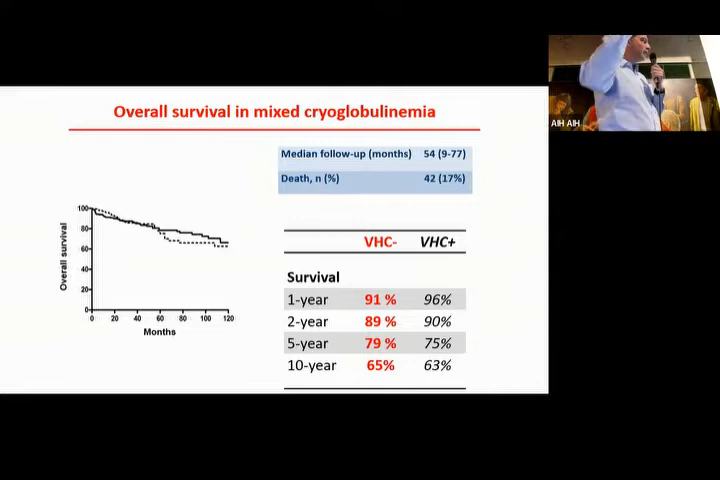 Overall survival in mixed cryoglobulinemia
Median follow-up (months) 54 (9-77)
Death, n (%) 42 (17%)
Overall survival
100
80
60
40
20
0
0 20 40 60 80 100 120
Months
VHC- VHC+
Survival
1-year 91 % 96%
2-year 89 % 90%
5-year 79 % 75%
10-year 65% 63%
AIH AIH